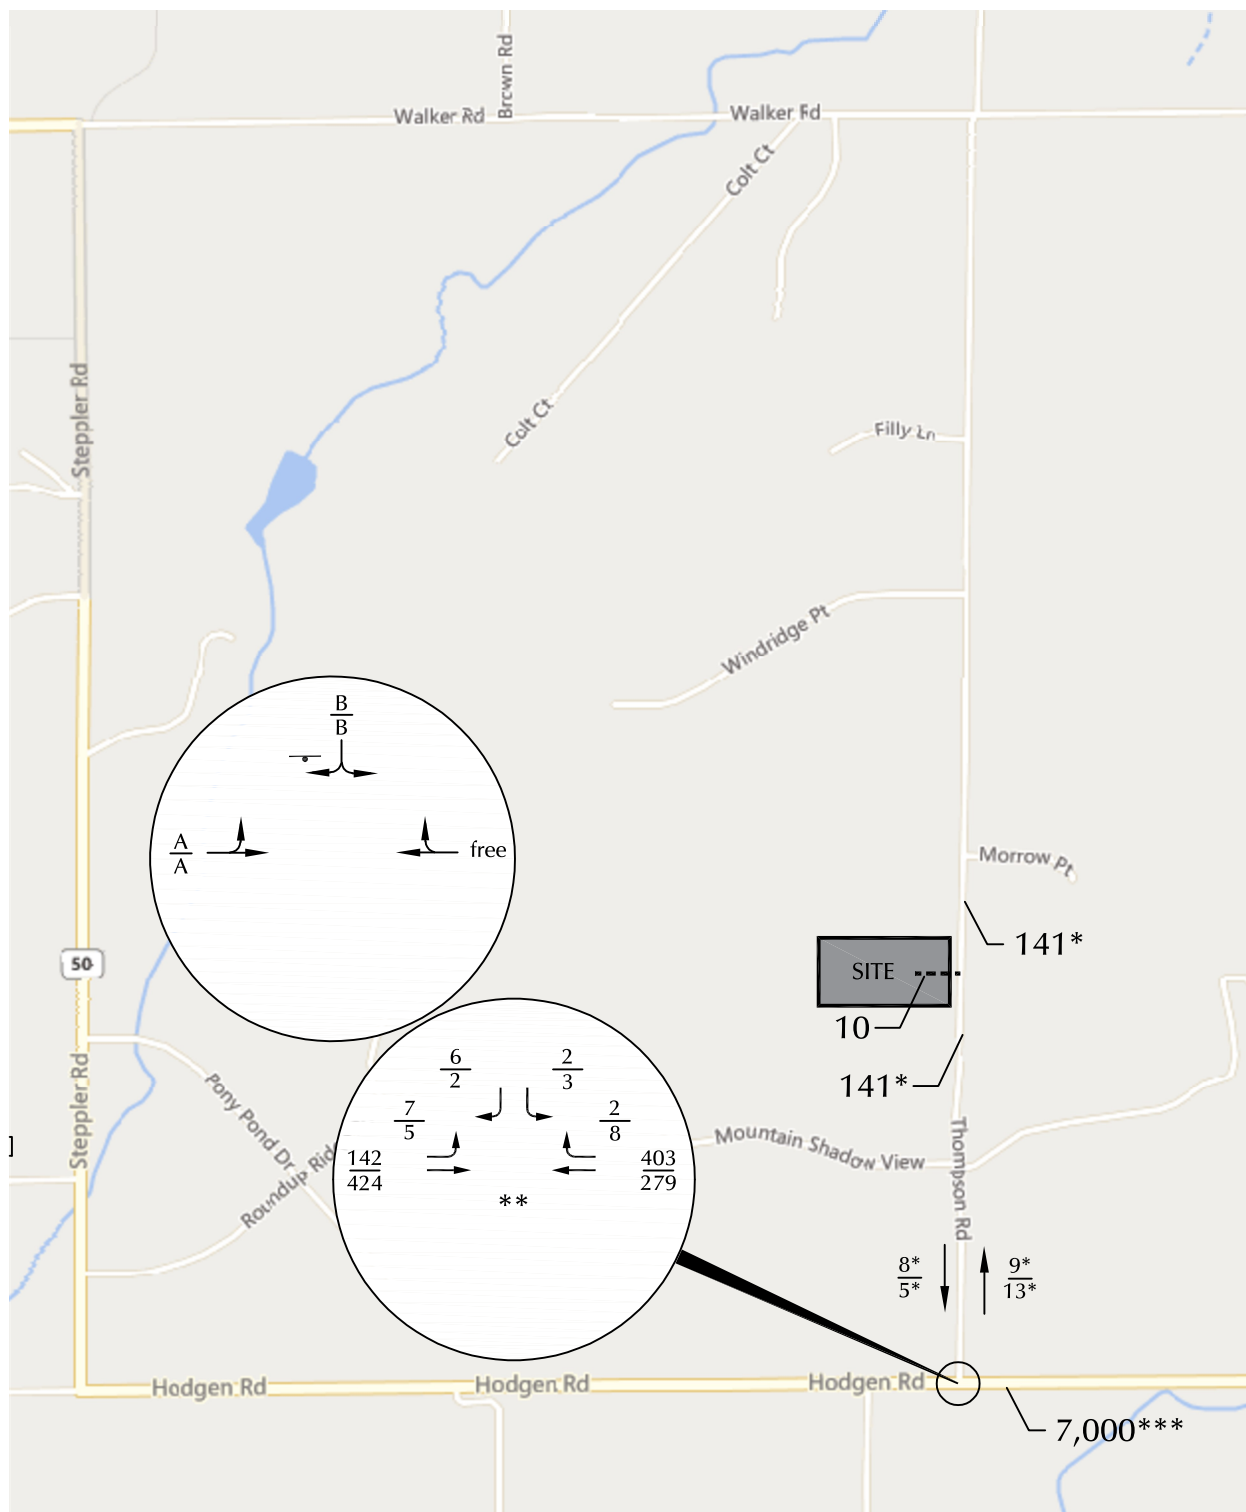 Brown Rd
Walker Rd
Walker Rd
Colt Ct
Steppler Rd
Colt Ct
Filly Ln
Windridge Pt
B
B
A
A
free
Morrow Pt
141*
SITE
50
10
6
2
2
3
141*
7
5
2
8
Pony Pond Dr
Steppler Rd
]
142
424
403
279
Mountain Shadow View
Roundup Rid
**
Thompson Rd
8*
5*
9*
13*
Hodgen Rd
Hodgen Rd
Hodgen Rd
7,000***